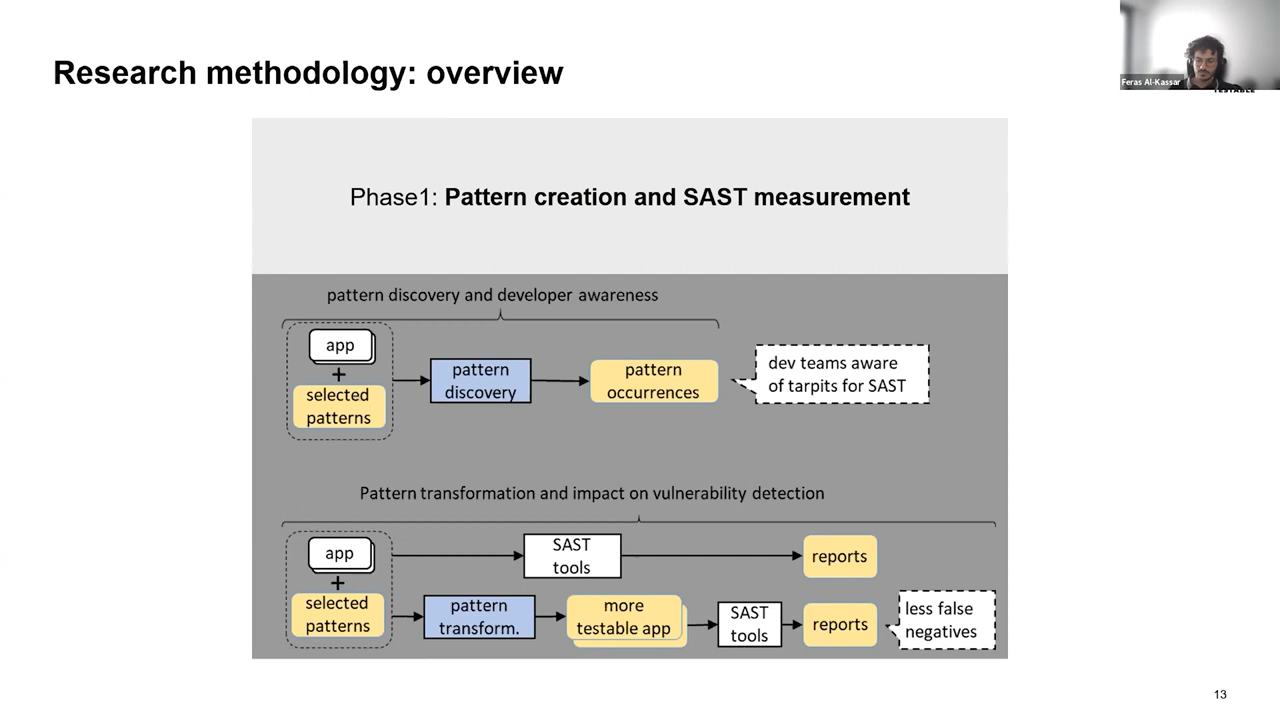 Research methodology: overview
Feras Al-Kassar
TESTABLE
Phase1: Pattern creation and SAST measurement
pattern discovery and developer awareness
app
+
selected
patterns
pattern
discovery
pattern
occurrences
dev teams aware
of tarpits for SAST
Pattern transformation and impact on vulnerability detection
app
+
selected
patterns
SAST
tools
reports
pattern
transform.
more
testable app
SAST
tools
reports
less false
negatives
13